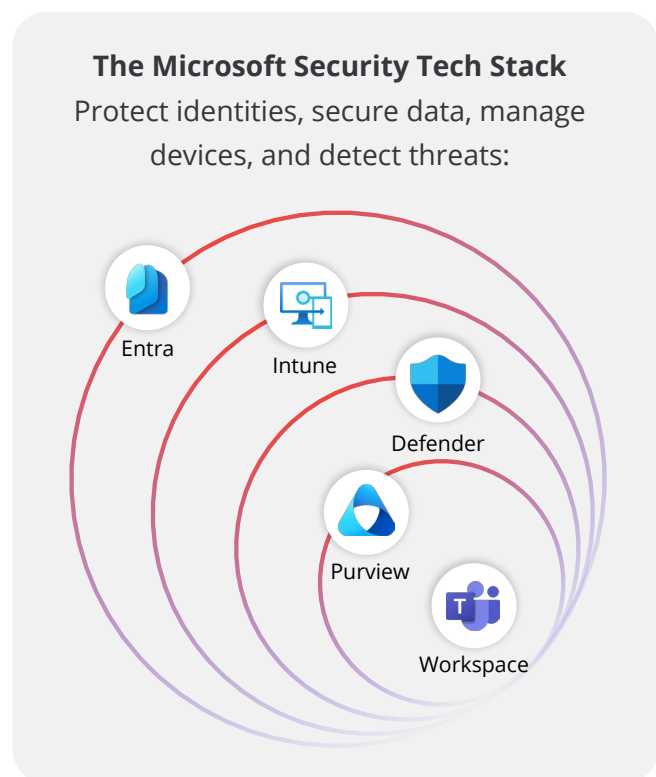 The Microsoft Security Tech Stack
Protect identities, secure data, manage
devices, and detect threats:
Entra
Intune
Defender
Purview
T
Workspace